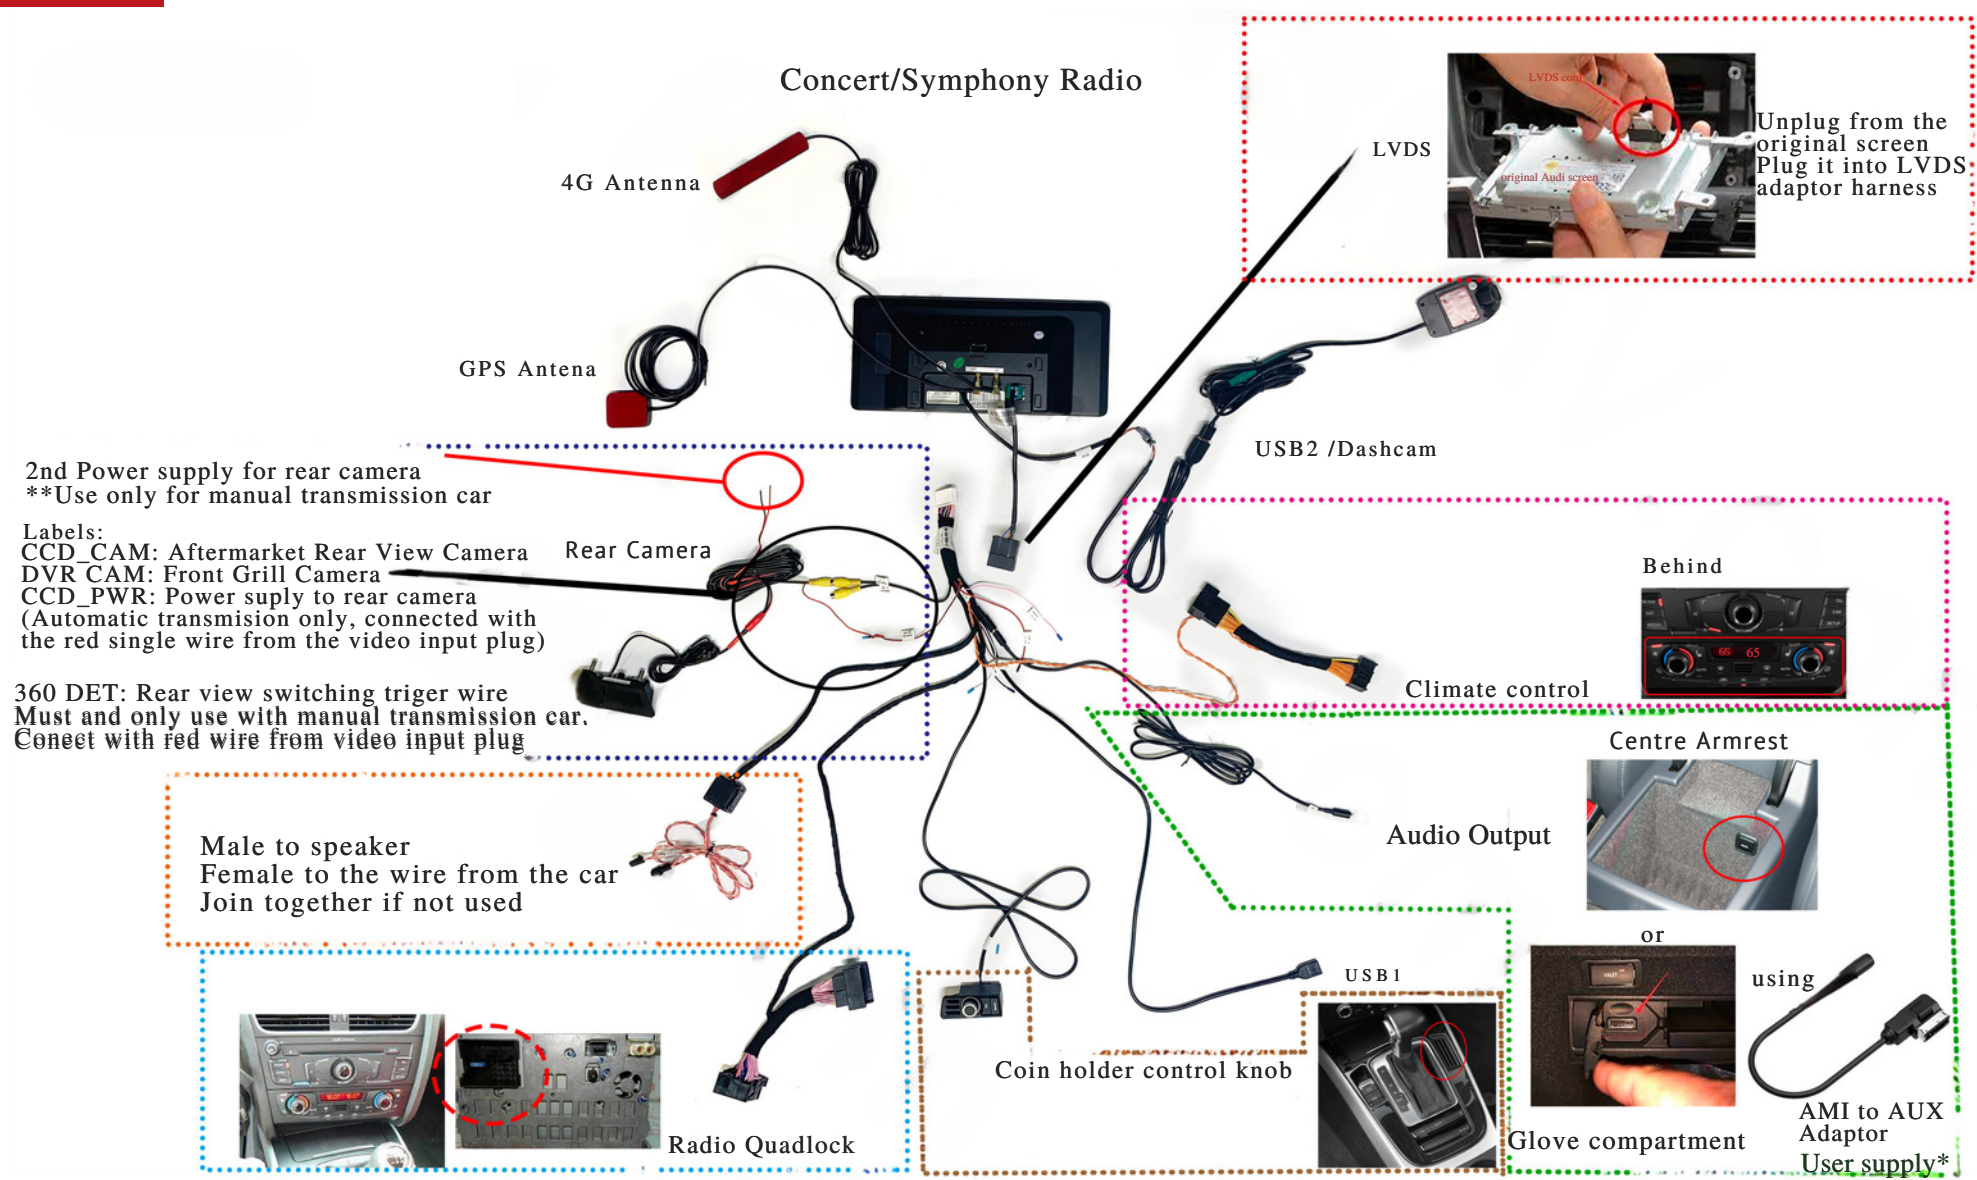 Concert/Symphony Radio
LVDS cord
original Audi screen
LVDS
Unplug from the
original screen
Plug it into LVDS
adaptor harness
4G Antenna
GPS Antena
USB2 /Dashcam
2nd Power supply for rear camera
**Use only for manual transmission car
Labels:
CCD_CAM: Aftermarket Rear View Camera
DVR CAM: Front Grill Camera
CCD_PWR: Power suply to rear camera
(Automatic transmision only, connected with
the red single wire from the video input plug)
Rear Camera
360 DET: Rear view switching triger wire
Must and only use with manual transmission car.
Conect with red wire from video input plug
Behind
65 65
Climate control
Centre Armrest
Audio Output
Male to speaker
Female to the wire from the car
Join together if not used
or
using
USB1
Coin holder control knob
Radio Quadlock
Glove compartment
AMI to AUX
Adaptor
User supply*